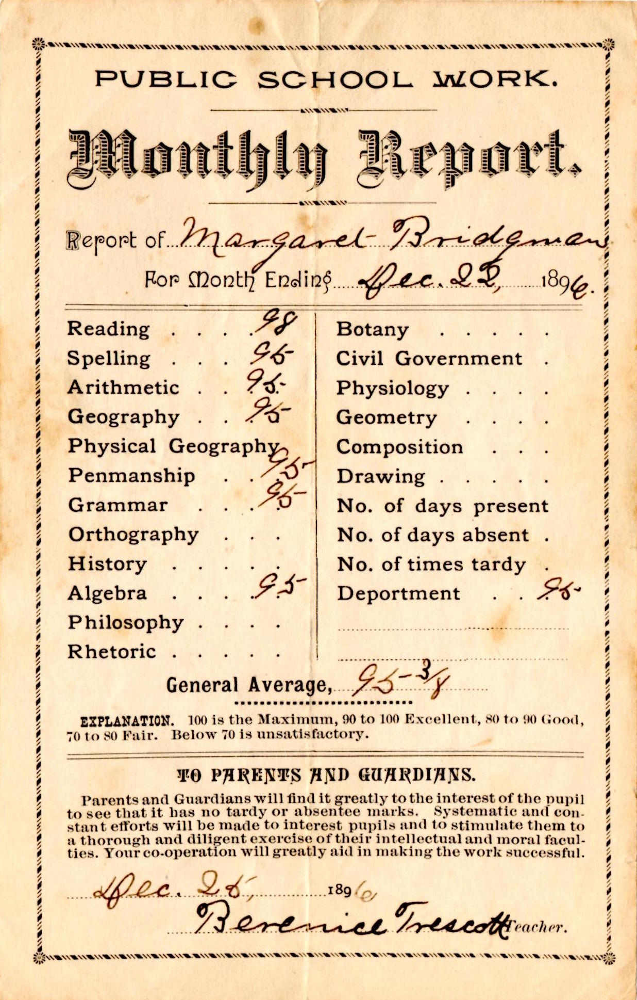 PUBLIC SCHOOL WORK.
Monthly Report.
Report of Margaret Bridgman
For Month Ending Dec. 22, 1896.
Reading . . . . 98
Spelling . . . 95
Arithmetic . . 95
Geography . . 95
Physical Geography
Penmanship . . 95
Grammar . . . 95
Orthography . . .
History . . . . .
Algebra . . . . 95
Philosophy . . . .
Rhetoric . . . . .
Botany . . . . .
Civil Government .
Physiology . . . .
Geometry . . . .
Composition . . .
Drawing . . . . .
No. of days present
No. of days absent .
No. of times tardy .
Deportment . . 95
General Average, 95 3/8
EXPLANATION. 100 is the Maximum, 90 to 100 Excellent, 80 to 90 Good,
70 to 80 Fair. Below 70 is unsatisfactory.
TO PARENTS AND GUARDIANS.
Parents and Guardians will find it greatly to the interest of the pupil
to see that it has no tardy or absentee marks. Systematic and con-
stant efforts will be made to interest pupils and to stimulate them to
a thorough and diligent exercise of their intellectual and moral facul-
ties. Your co-operation will greatly aid in making the work successful.
Dec. 25, 1896
Berenice Trescott Teacher.